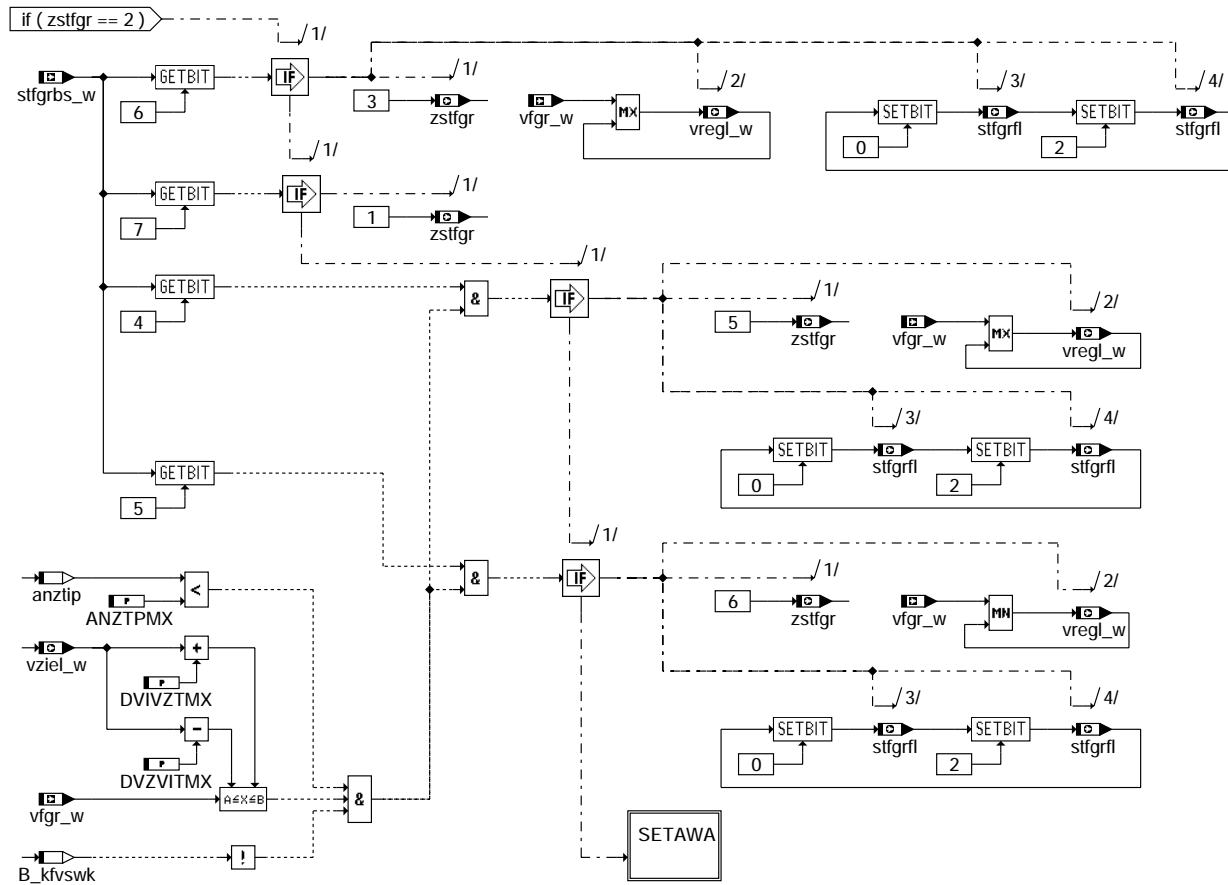 if ( zstfgr == 2 )
/1/
/1/ /2/ /3/ /4/
stfgrbs_w GETBIT IF 3 zstfgr vfgr_w MX vregl_w SETBIT stfgrfl SETBIT stfgrfl
6 0 2
/1/
/1/
GETBIT IF 1 zstfgr
7
/1/
/1/ /2/
GETBIT & IF 5 zstfgr vfgr_w MX vregl_w
4
/3/ /4/
SETBIT stfgrfl SETBIT stfgrfl
0 2
GETBIT
5
/1/
/1/ /2/
& IF 6 zstfgr vfgr_w MN vregl_w
anztip <
P
ANZTPMX
vziel_w +
P
DVIVZTMX
/3/ /4/
SETBIT stfgrfl SETBIT stfgrfl
0 2
-
P
DVZVITMX
vfgr_w A≤X≤B &
B_kfvswk !
SETAWA